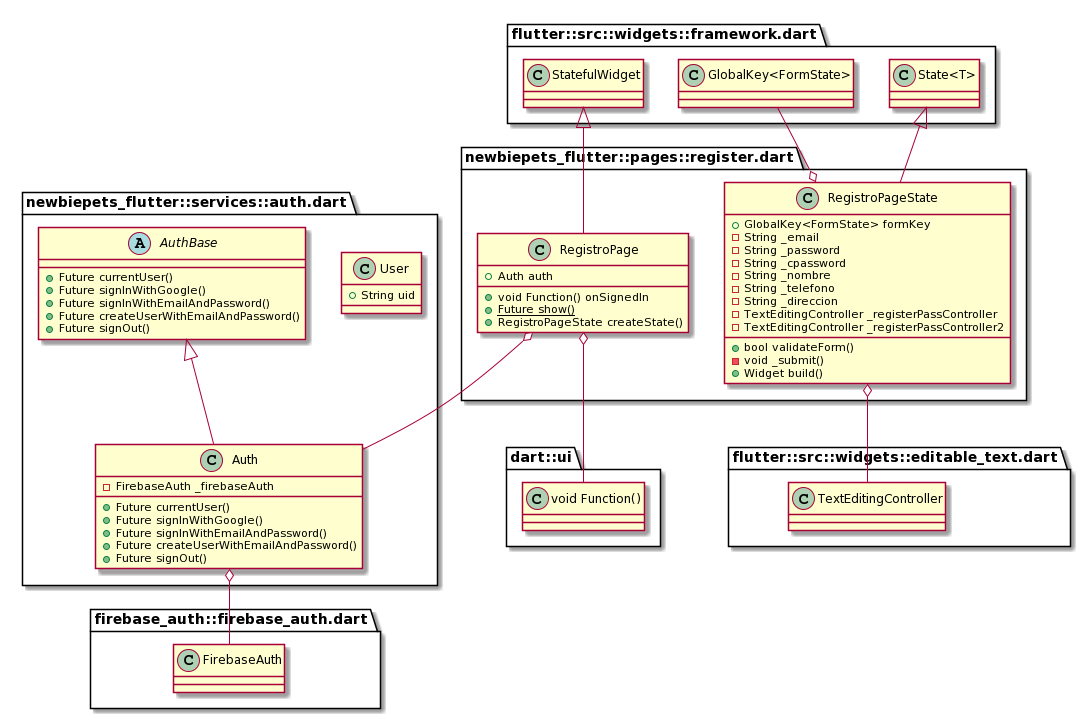 flutter::src::widgets::framework.dart
C StatefulWidget
C GlobalKey<FormState>
C State<T>
newbiepets_flutter::pages::register.dart
C RegistroPage
Auth auth
void Function() onSignedIn
Future show()
RegistroPageState createState()
C RegistroPageState
GlobalKey<FormState> formKey
String _email
String _password
String _cpassword
String _nombre
String _telefono
String _direccion
TextEditingController _registerPassController
TextEditingController _registerPassController2
bool validateForm()
void _submit()
Widget build()
newbiepets_flutter::services::auth.dart
A AuthBase
Future currentUser()
Future signInWithGoogle()
Future signInWithEmailAndPassword()
Future createUserWithEmailAndPassword()
Future signOut()
C User
String uid
C Auth
FirebaseAuth _firebaseAuth
Future currentUser()
Future signInWithGoogle()
Future signInWithEmailAndPassword()
Future createUserWithEmailAndPassword()
Future signOut()
dart::ui
C void Function()
flutter::src::widgets::editable_text.dart
C TextEditingController
firebase_auth::firebase_auth.dart
C FirebaseAuth